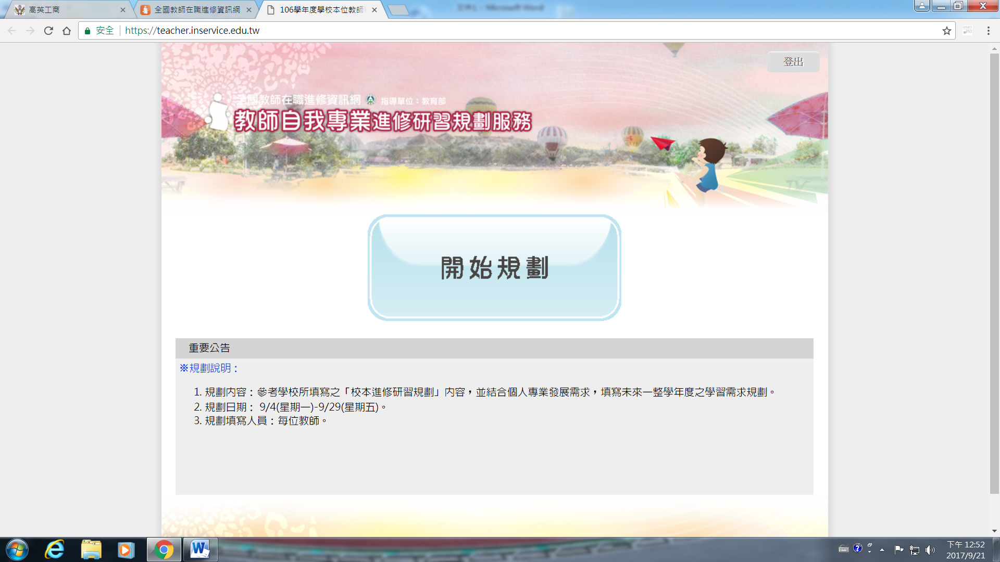 高英工商
全國教師在職進修資訊網
106學年度學校本位教師
Microsoft Word
安全
https://teacher.inservice.edu.tw
登出
全國教師在職進修資訊網 指導單位：教育部
教師自我專業進修研習規劃服務
開始規劃
重要公告
※規劃說明：
1. 規劃內容：參考學校所填寫之「校本進修研習規劃」內容，並結合個人專業發展需求，填寫未來一整學年度之學習需求規劃。
2. 規劃日期： 9/4(星期一)-9/29(星期五)。
3. 規劃填寫人員：每位教師。
下午 12:52
2017/9/21